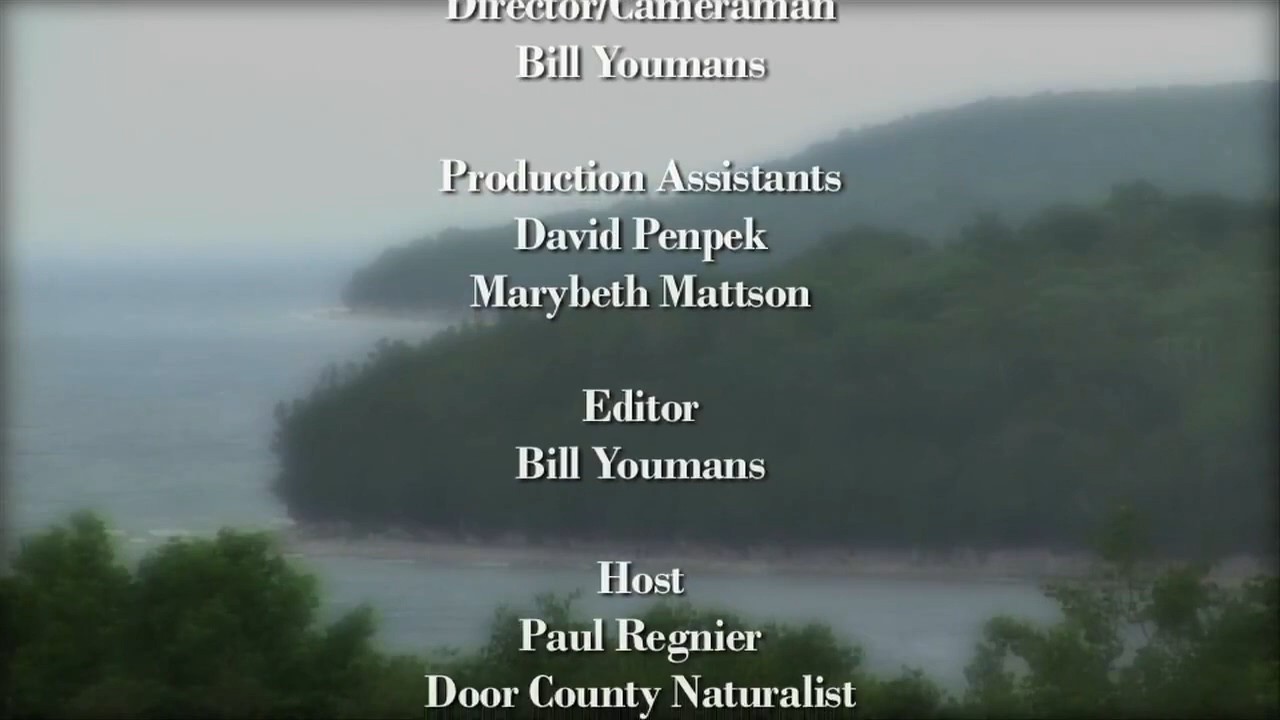 Director/Cameraman
Bill Youmans
Production Assistants
David Penpek
Marybeth Mattson
Editor
Bill Youmans
Host
Paul Regnier
Door County Naturalist